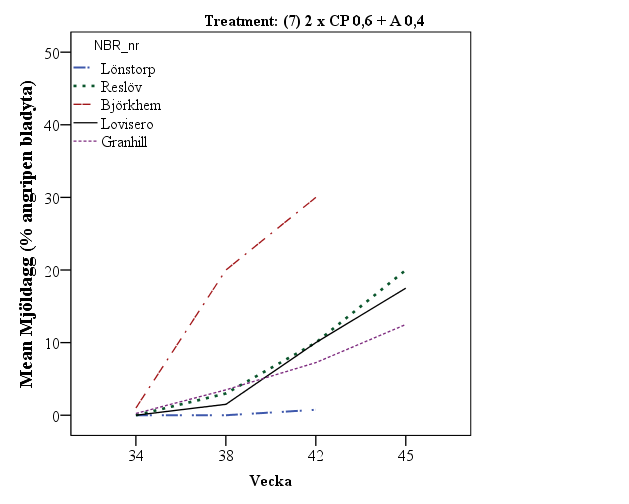 Treatment: (7) 2 x CP 0,6 + A 0,4
NBR_nr
Lönstorp
Reslöv
Björkhem
Lovisero
Granhill
Mean Mjöldagg (% angripen bladyta)
50
40
30
20
10
0
34 38 42 45
Vecka